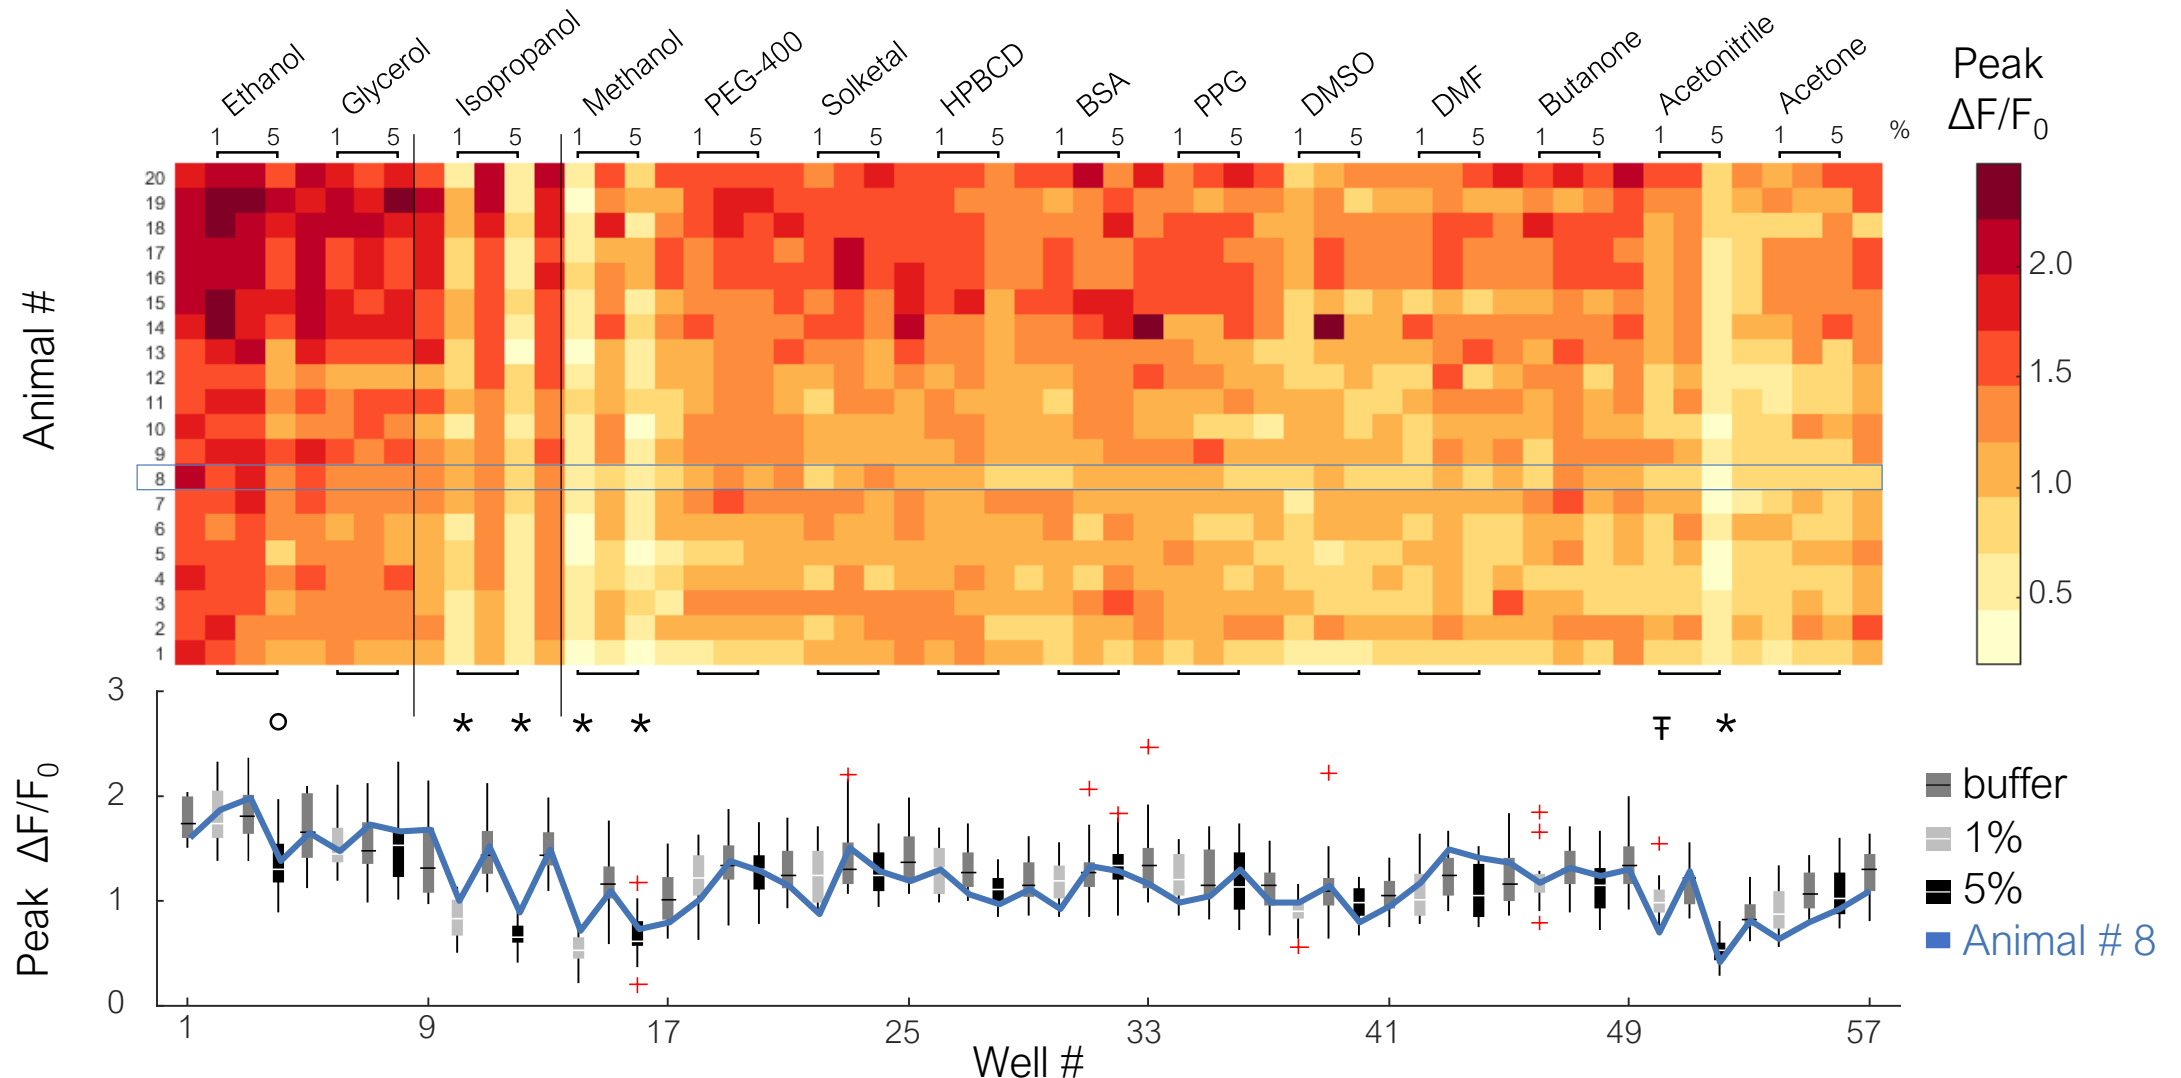 Ethanol Glycerol Isopropanol Methanol PEG-400 Solketal HPBCD BSA PPG DMSO DMF Butanone Acetonitrile Acetone
1 5 1 5 1 5 1 5 1 5 1 5 1 5 1 5 1 5 1 5 1 5 1 5 1 5 1 5 %
Peak
ΔF/F0
2.0
1.5
1.0
0.5
Animal #
20
19
18
17
16
15
14
13
12
11
10
9
8
7
6
5
4
3
2
1
Peak ΔF/F0
3
2
1
0
* * * * Ŧ *
1 9 17 25 33 41 49 57
Well #
buffer
1%
5%
Animal # 8